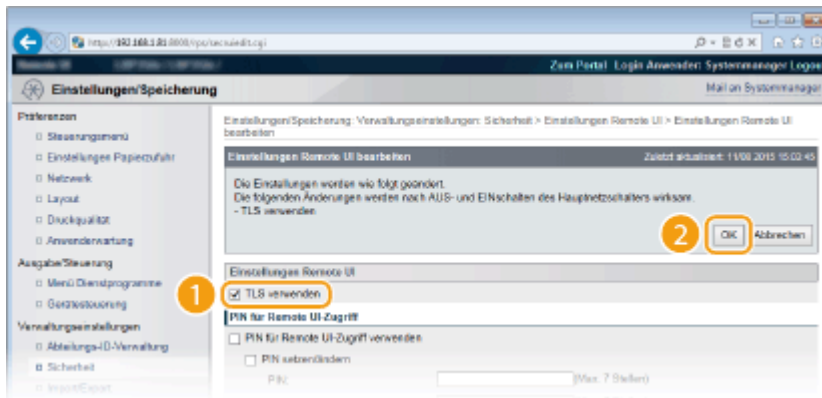 http://192.168.1.81:8000/rps/csecruiedit.cgi
Zum Portal Login Anwender: Systemmanager Logout
Einstellungen/Speicherung
Mail an Systemmanager
Präferenzen
Steuerungsmenü
Einstellungen Papierzufuhr
Netzwerk
Layout
Druckqualität
Anwenderwartung
Ausgabe/Steuerung
Menü Dienstprogramme
Gerätesteuerung
Verwaltungseinstellungen
Abteilungs-ID-Verwaltung
Sicherheit
Import/Export
Einstellungen/Speicherung: Verwaltungseinstellungen: Sicherheit > Einstellungen Remote UI > Einstellungen Remote UI
bearbeiten
Einstellungen Remote UI bearbeiten
Zuletzt aktualisiert: 11/08 2015 15:03:45
Die Einstellungen werden wie folgt geändert.
Die folgenden Änderungen werden nach AUS- und EINschalten des Hauptnetzschalters wirksam.
- TLS verwenden
2
OK
Abbrechen
Einstellungen Remote UI
1
TLS verwenden
PIN für Remote UI-Zugriff
PIN für Remote UI-Zugriff verwenden
PIN setzen/ändern
PIN:
(Max. 7 Stellen)